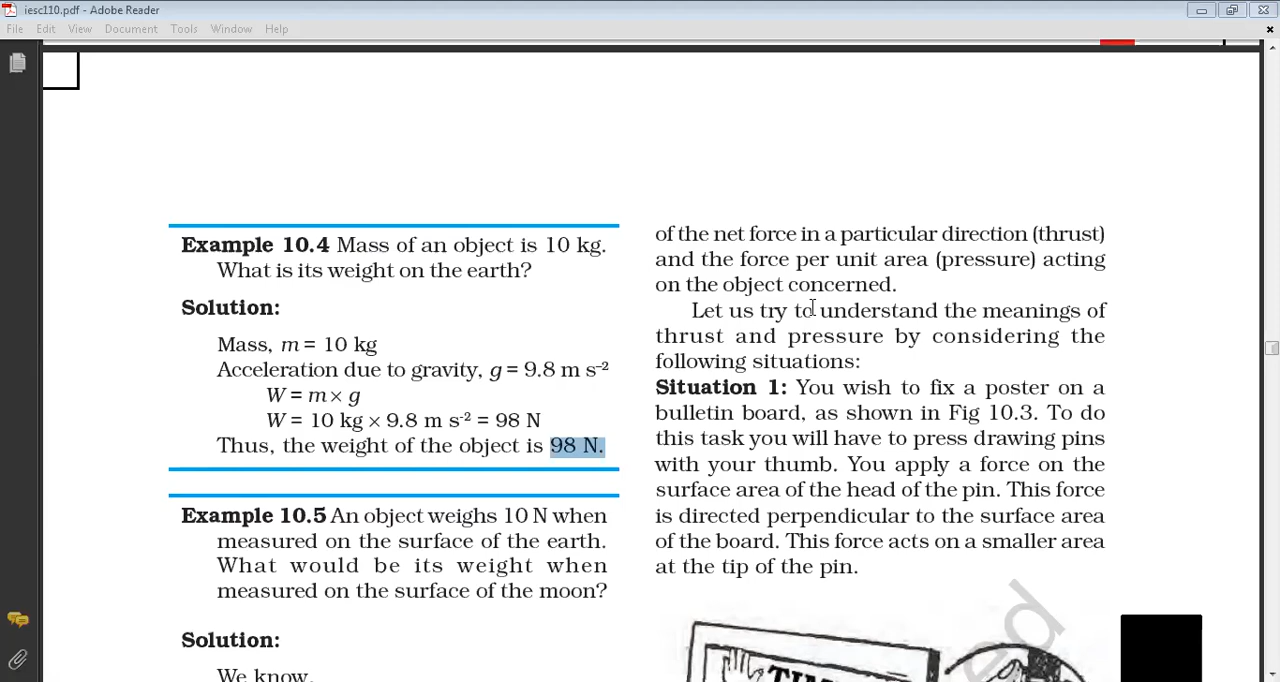 iesc110.pdf - Adobe Reader
File Edit View Document Tools Window Help
Example 10.4 Mass of an object is 10 kg.
What is its weight on the earth?
Solution:
Mass, m = 10 kg
Acceleration due to gravity, g = 9.8 m s⁻²
W = m × g
W = 10 kg × 9.8 m s⁻² = 98 N
Thus, the weight of the object is 98 N.
Example 10.5 An object weighs 10 N when
measured on the surface of the earth.
What would be its weight when
measured on the surface of the moon?
Solution:
We know,
of the net force in a particular direction (thrust)
and the force per unit area (pressure) acting
on the object concerned.
Let us try to understand the meanings of
thrust and pressure by considering the
following situations:
Situation 1: You wish to fix a poster on a
bulletin board, as shown in Fig 10.3. To do
this task you will have to press drawing pins
with your thumb. You apply a force on the
surface area of the head of the pin. This force
is directed perpendicular to the surface area
of the board. This force acts on a smaller area
at the tip of the pin.